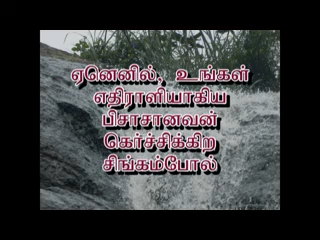 ஏனெனில், உங்கள்
எதிராளியாகிய
பிசாசானவன்
கெர்ச்சிக்கிற
சிங்கம்போல்